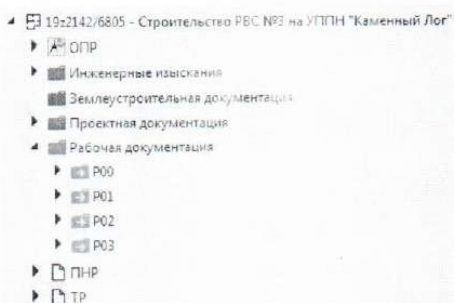 19z2142/6805 - Строительство РВС №3 на УППН "Каменный Лог"
ОПР
Инженерные изыскания
Землеустроительная документация
Проектная документация
Рабочая документация
Р00
Р01
Р02
Р03
ПНР
ТР